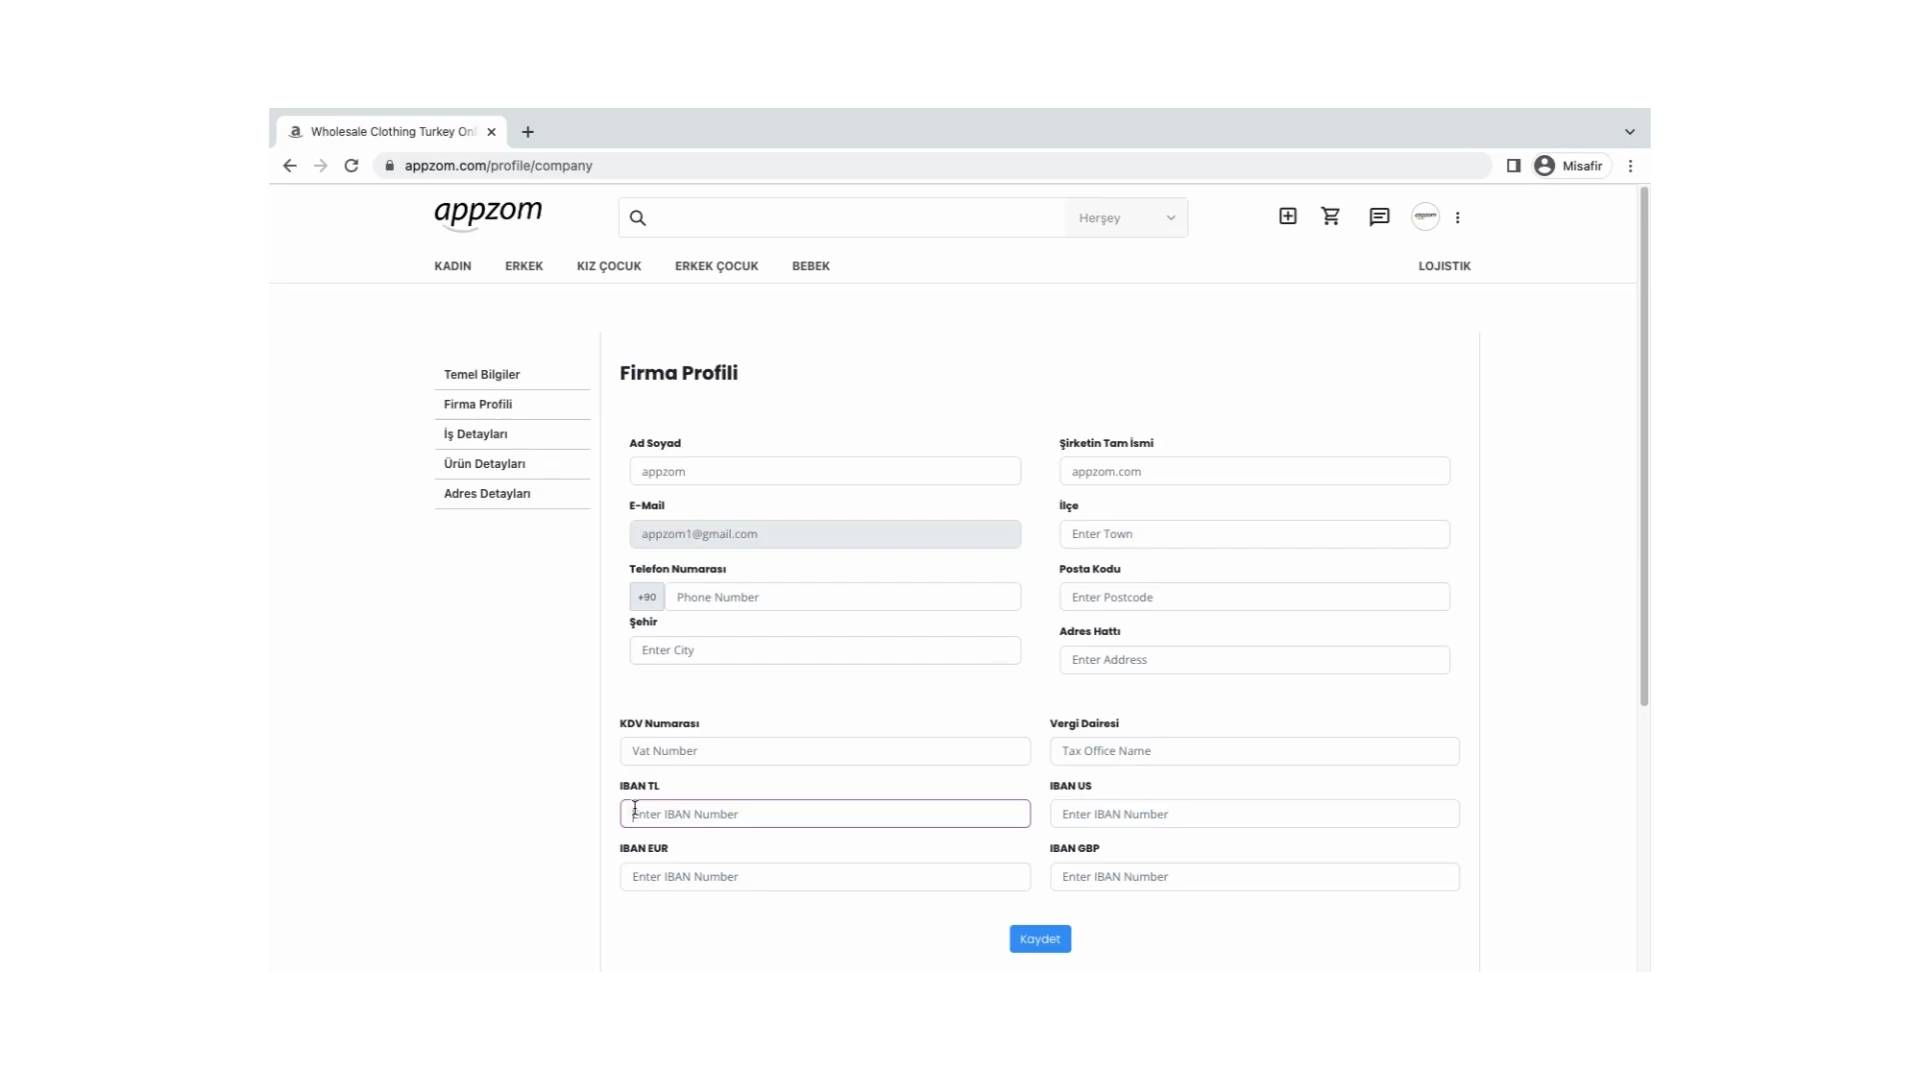 Wholesale Clothing Turkey Onl
appzom.com/profile/company
Misafir
appzom
Herşey
appzom
KADIN ERKEK KIZ ÇOCUK ERKEK ÇOCUK BEBEK LOJISTIK
Temel Bilgiler
Firma Profili
İş Detayları
Ürün Detayları
Adres Detayları
Firma Profili
Ad Soyad
appzom
Şirketin Tam İsmi
appzom.com
E-Mail
appzom1@gmail.com
İlçe
Enter Town
Telefon Numarası
+90 Phone Number
Posta Kodu
Enter Postcode
Şehir
Enter City
Adres Hattı
Enter Address
KDV Numarası
Vat Number
Vergi Dairesi
Tax Office Name
IBAN TL
Enter IBAN Number
IBAN US
Enter IBAN Number
IBAN EUR
Enter IBAN Number
IBAN GBP
Enter IBAN Number
Kaydet